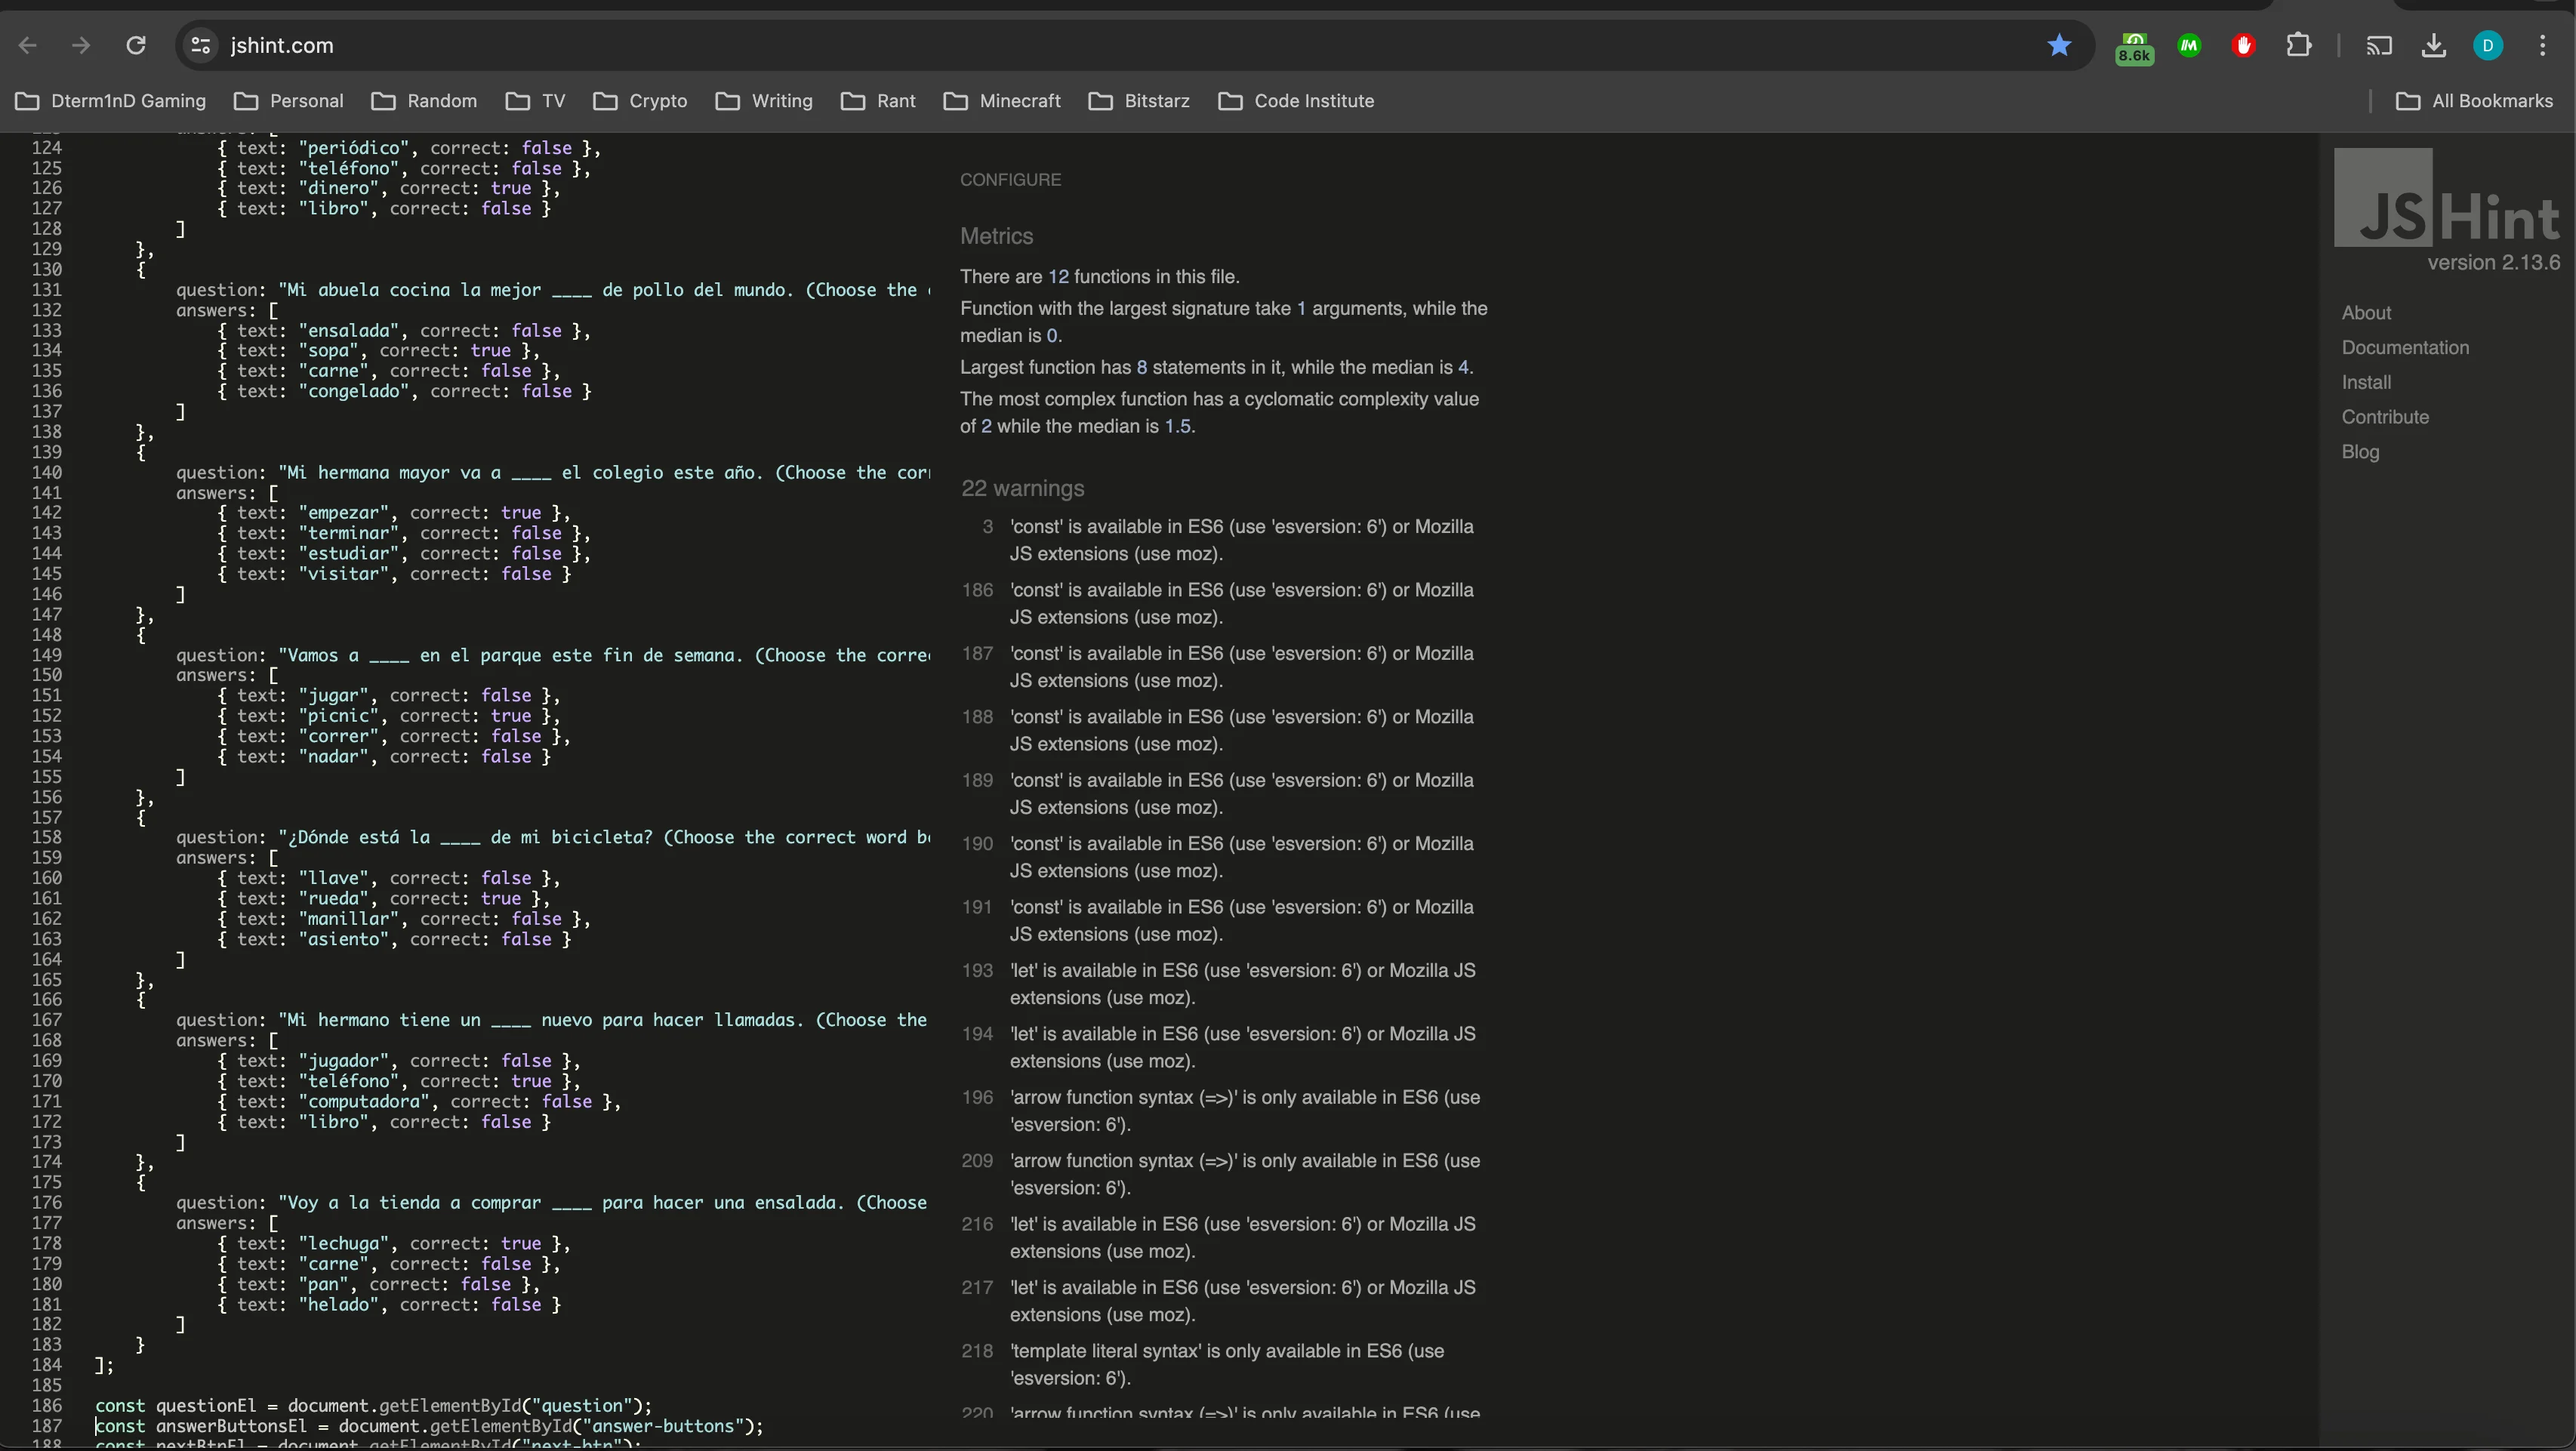 jshint.com
8.6k
D
Dterm1nD Gaming
Personal
Random
TV
Crypto
Writing
Rant
Minecraft
Bitstarz
Code Institute
All Bookmarks
124 { text: "periódico", correct: false },
125 { text: "teléfono", correct: false },
126 { text: "dinero", correct: true },
127 { text: "libro", correct: false }
128 ]
129 },
130 {
131 question: "Mi abuela cocina la mejor ____ de pollo del mundo. (Choose the
132 answers: [
133 { text: "ensalada", correct: false },
134 { text: "sopa", correct: true },
135 { text: "carne", correct: false },
136 { text: "congelado", correct: false }
137 ]
138 },
139 {
140 question: "Mi hermana mayor va a ____ el colegio este año. (Choose the cor
141 answers: [
142 { text: "empezar", correct: true },
143 { text: "terminar", correct: false },
144 { text: "estudiar", correct: false },
145 { text: "visitar", correct: false }
146 ]
147 },
148 {
149 question: "Vamos a ____ en el parque este fin de semana. (Choose the corre
150 answers: [
151 { text: "jugar", correct: false },
152 { text: "picnic", correct: true },
153 { text: "correr", correct: false },
154 { text: "nadar", correct: false }
155 ]
156 },
157 {
158 question: "¿Dónde está la ____ de mi bicicleta? (Choose the correct word b
159 answers: [
160 { text: "llave", correct: false },
161 { text: "rueda", correct: true },
162 { text: "manillar", correct: false },
163 { text: "asiento", correct: false }
164 ]
165 },
166 {
167 question: "Mi hermano tiene un ____ nuevo para hacer llamadas. (Choose the
168 answers: [
169 { text: "jugador", correct: false },
170 { text: "teléfono", correct: true },
171 { text: "computadora", correct: false },
172 { text: "libro", correct: false }
173 ]
174 },
175 {
176 question: "Voy a la tienda a comprar ____ para hacer una ensalada. (Choose
177 answers: [
178 { text: "lechuga", correct: true },
179 { text: "carne", correct: false },
180 { text: "pan", correct: false },
181 { text: "helado", correct: false }
182 ]
183 }
184 ];
185
186 const questionEl = document.getElementById("question");
187 const answerButtonsEl = document.getElementById("answer-buttons");
188 const nextBtnEl = document.getElementById("next-btn");
CONFIGURE
Metrics
There are 12 functions in this file.
Function with the largest signature take 1 arguments, while the
median is 0.
Largest function has 8 statements in it, while the median is 4.
The most complex function has a cyclomatic complexity value
of 2 while the median is 1.5.
22 warnings
3 'const' is available in ES6 (use 'esversion: 6') or Mozilla
JS extensions (use moz).
186 'const' is available in ES6 (use 'esversion: 6') or Mozilla
JS extensions (use moz).
187 'const' is available in ES6 (use 'esversion: 6') or Mozilla
JS extensions (use moz).
188 'const' is available in ES6 (use 'esversion: 6') or Mozilla
JS extensions (use moz).
189 'const' is available in ES6 (use 'esversion: 6') or Mozilla
JS extensions (use moz).
190 'const' is available in ES6 (use 'esversion: 6') or Mozilla
JS extensions (use moz).
191 'const' is available in ES6 (use 'esversion: 6') or Mozilla
JS extensions (use moz).
193 'let' is available in ES6 (use 'esversion: 6') or Mozilla JS
extensions (use moz).
194 'let' is available in ES6 (use 'esversion: 6') or Mozilla JS
extensions (use moz).
196 'arrow function syntax (=>)' is only available in ES6 (use
'esversion: 6').
209 'arrow function syntax (=>)' is only available in ES6 (use
'esversion: 6').
216 'let' is available in ES6 (use 'esversion: 6') or Mozilla JS
extensions (use moz).
217 'let' is available in ES6 (use 'esversion: 6') or Mozilla JS
extensions (use moz).
218 'template literal syntax' is only available in ES6 (use
'esversion: 6').
220 'arrow function syntax (=>)' is only available in ES6 (use
JSHint
version 2.13.6
About
Documentation
Install
Contribute
Blog